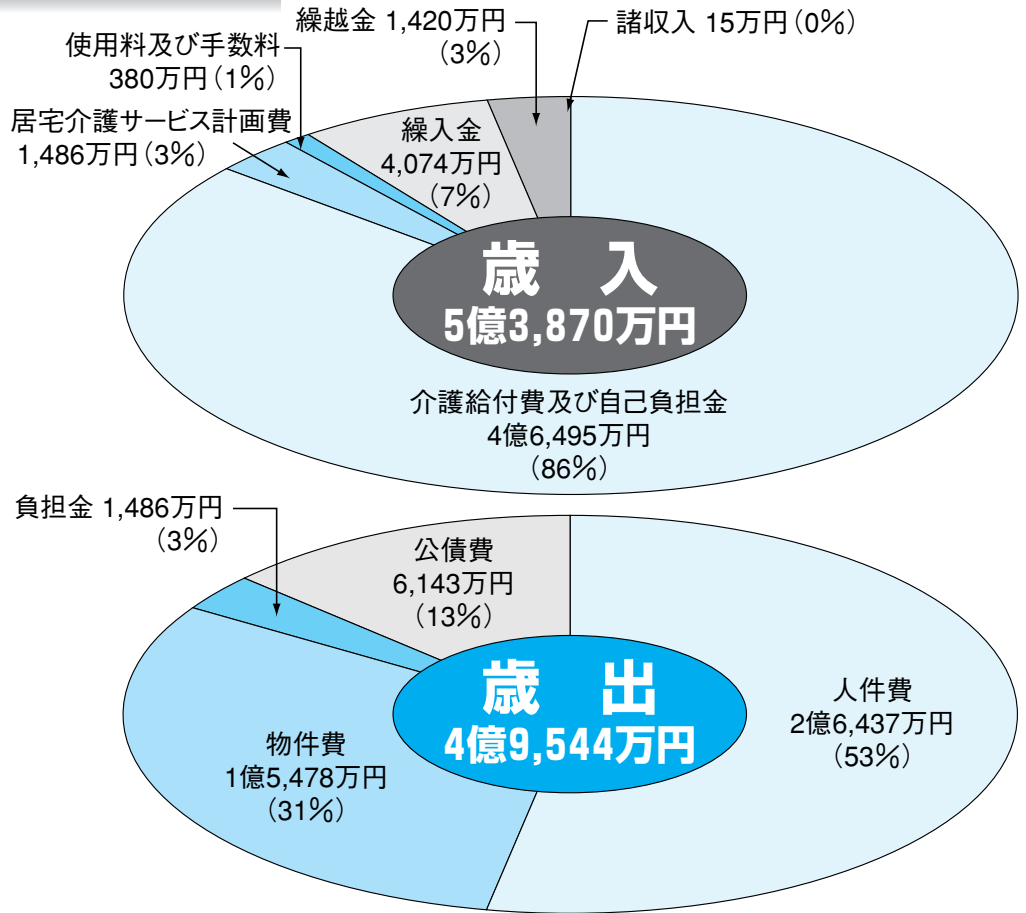 繰越金 1,420万円
(3%)
諸収入 15万円(0%)
使用料及び手数料
380万円(1%)
居宅介護サービス計画費
1,486万円(3%)
繰入金
4,074万円
(7%)
歳 入
5億3,870万円
介護給付費及び自己負担金
4億6,495万円
(86%)
負担金 1,486万円
(3%)
公債費
6,143万円
(13%)
歳 出
4億9,544万円
人件費
2億6,437万円
(53%)
物件費
1億5,478万円
(31%)